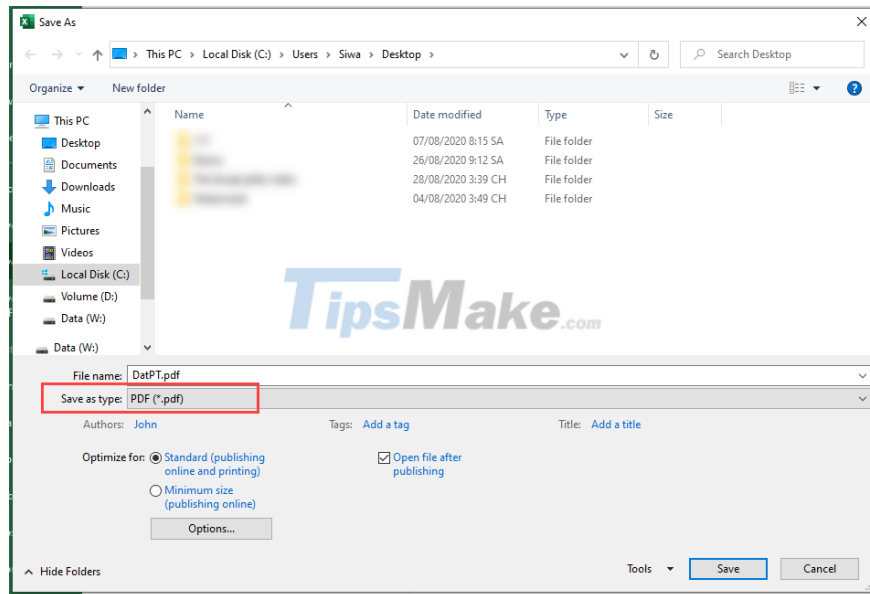 Save As
This PC > Local Disk (C:) > Users > Siwa > Desktop >
Search Desktop
Organize
New folder
Name
Date modified
Type
Size
This PC
Desktop
Documents
Downloads
Music
Pictures
Videos
Local Disk (C:)
Volume (D:)
Data (W:)
Data (W:)
07/08/2020 8:15 SA File folder
26/08/2020 9:12 SA File folder
28/08/2020 3:39 CH File folder
04/08/2020 3:49 CH File folder
TipsMake.com
File name: DatPT.pdf
Save as type: PDF (*.pdf)
Authors: John
Tags: Add a tag
Title: Add a title
Optimize for:
Standard (publishing
online and printing)
Minimum size
(publishing online)
Open file after
publishing
Options...
Hide Folders
Tools
Save
Cancel